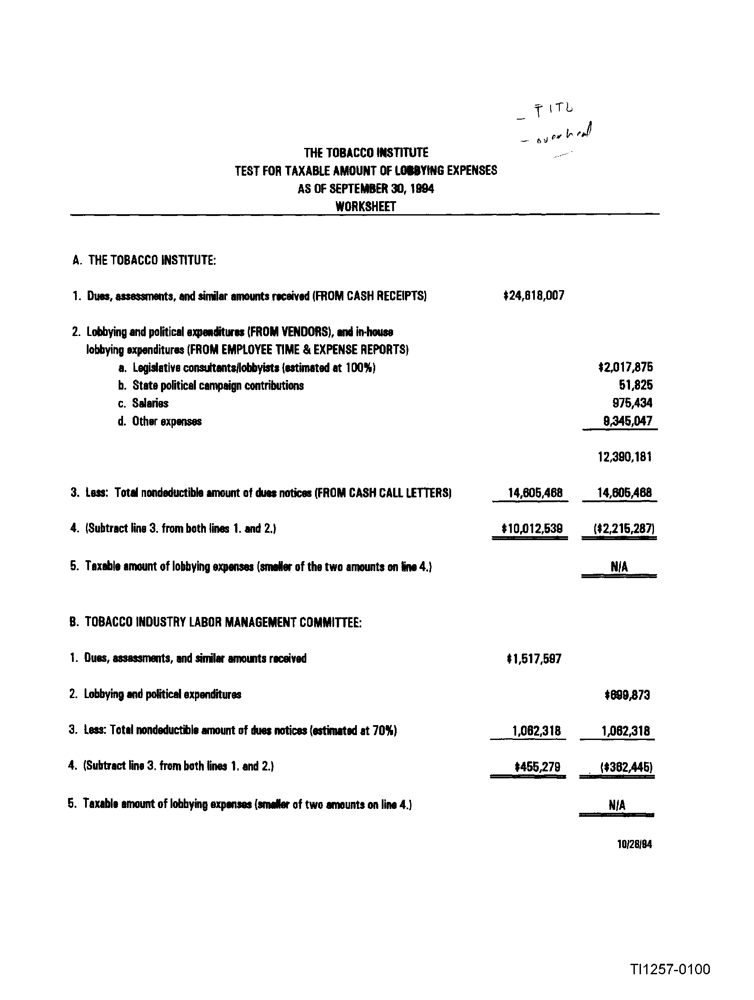 - TITL
- overhead
THE TOBACCO INSTITUTE
TEST FOR TAXABLE AMOUNT OF LOBBYING EXPENSES
AS OF SEPTEMBER 30, 1994
WORKSHEET
A. THE TOBACCO INSTITUTE:
1. Dues, assessments, and similar amounts received (FROM CASH RECEIPTS) $24,618,007
2. Lobbying and political expenditures (FROM VENDORS), and in-house
lobbying expenditures (FROM EMPLOYEE TIME & EXPENSE REPORTS)
a. Legislative consultants/lobbyists (estimated at 100%) $2,017,875
b. State political campaign contributions 51,825
c. Salaries 975,434
d. Other expenses 9,345,047
12,390,181
3. Less: Total nondeductible amount of dues notices (FROM CASH CALL LETTERS) 14,605,468 14,605,468
4. (Subtract line 3. from both lines 1. and 2.) $10,012,539 ($2,215,287)
5. Taxable amount of lobbying expenses (smaller of the two amounts on line 4.) N/A
B. TOBACCO INDUSTRY LABOR MANAGEMENT COMMITTEE:
1. Dues, assessments, and similar amounts received $1,517,597
2. Lobbying and political expenditures $699,873
3. Less: Total nondeductible amount of dues notices (estimated at 70%) 1,062,318 1,062,318
4. (Subtract line 3. from both lines 1. and 2.) $455,279 ($362,445)
5. Taxable amount of lobbying expenses (smaller of two amounts on line 4.) N/A
10/28/94
TI1257-0100